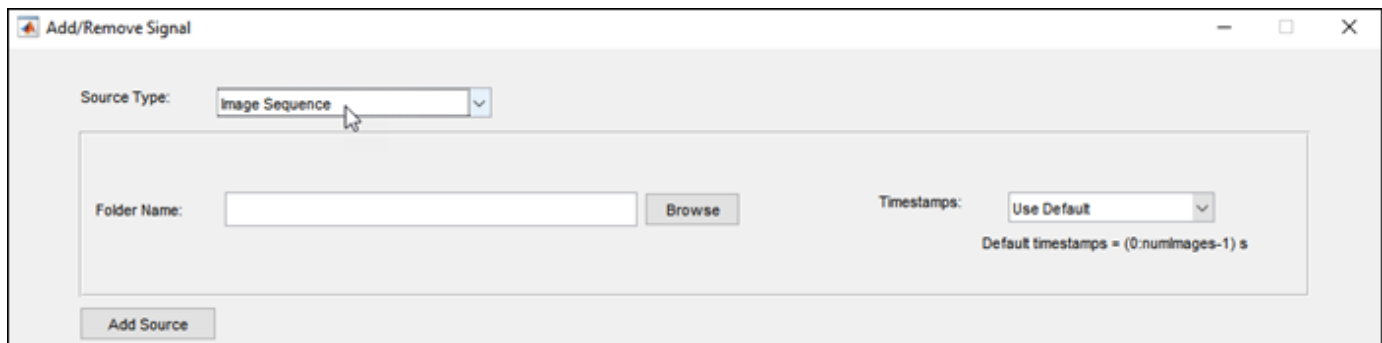 Add/Remove Signal
Source Type: Image Sequence
Folder Name: Browse Timestamps: Use Default
Default timestamps = (0:numImages-1) s
Add Source